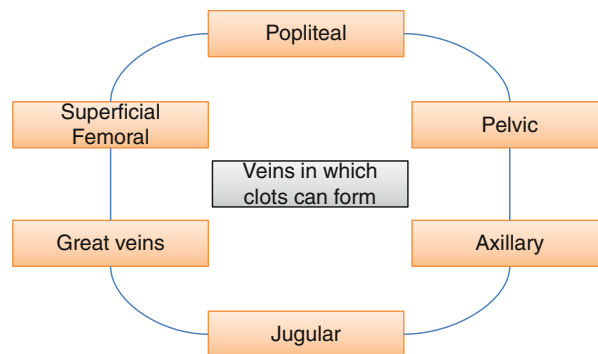 Popliteal
Superficial
Femoral
Pelvic
Veins in which
clots can form
Great veins
Axillary
Jugular